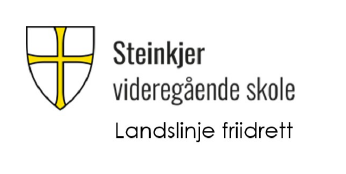 Steinkjer
videregående skole
Landslinje friidrett